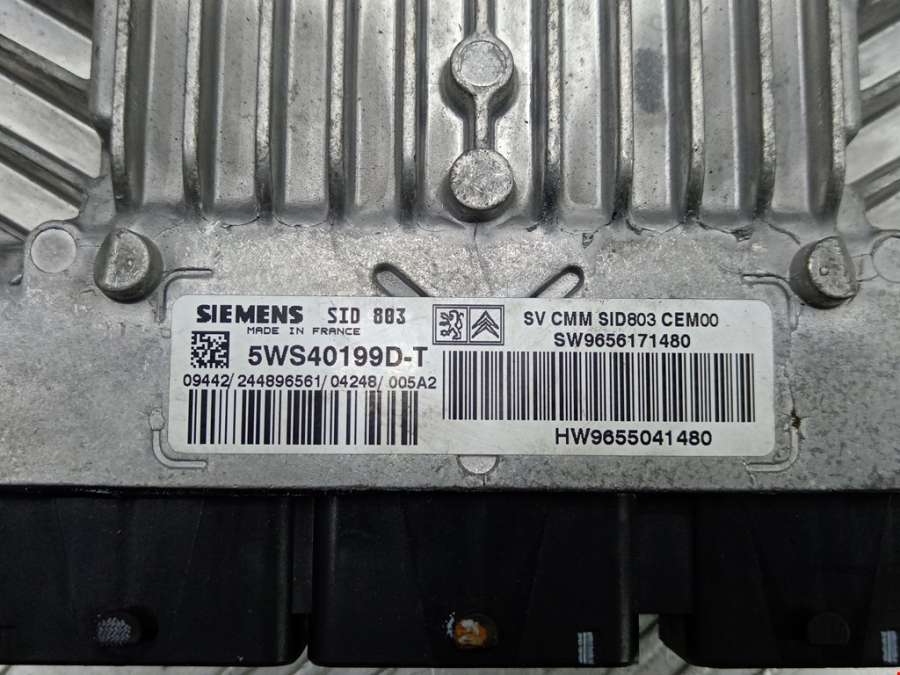 SIEMENS SID 803
MADE IN FRANCE
5WS40199D-T
09442/244896561/04248/005A2
SV CMM SID803 CEM00
SW9656171480
HW9655041480